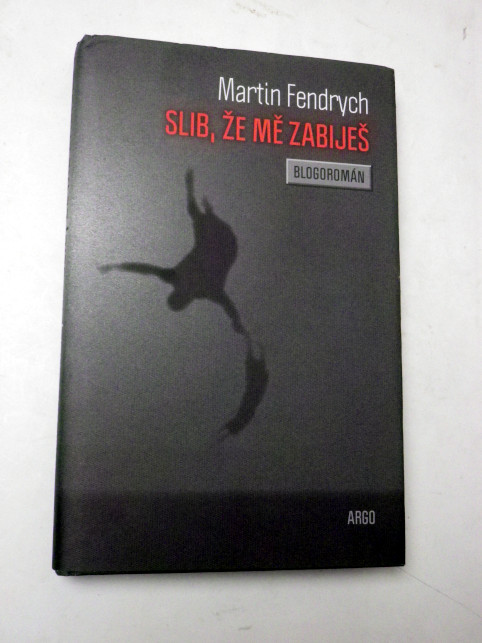 Martin Fendrych
SLIB, ŽE MĚ ZABIJEŠ
BLOGOROMÁN
ARGO